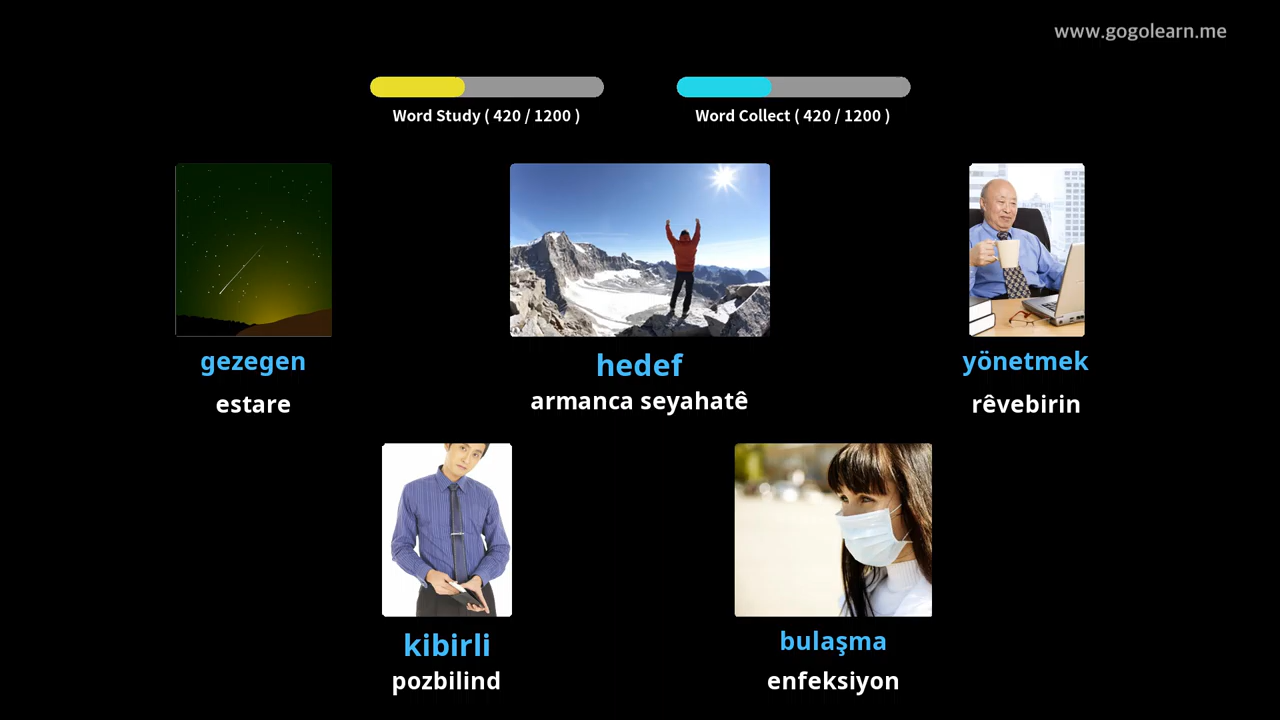 www.gogolearn.me
Word Study ( 420 / 1200 )
Word Collect ( 420 / 1200 )
gezegen
estare
hedef
armanca seyahatê
yönetmek
rêvebirin
kibirli
pozbilind
bulaşma
enfeksiyon